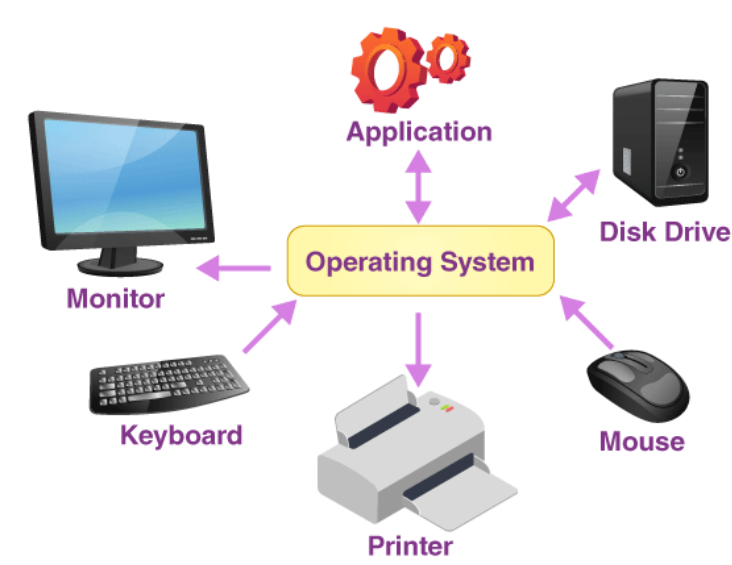 Application
Disk Drive
Operating System
Monitor
Keyboard
Mouse
Printer